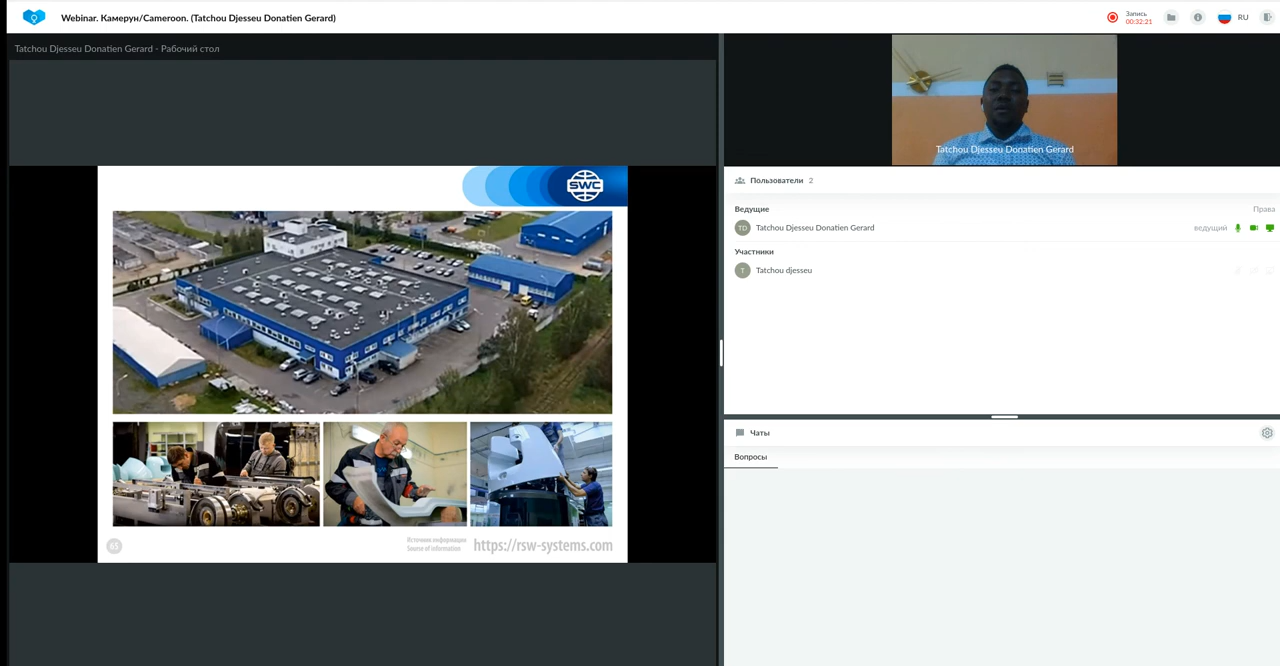 Webinar. Камерун/Cameroon. (Tatchou Djesseu Donatien Gerard)
Запись
00:32:21
RU
Tatchou Djesseu Donatien Gerard - Рабочий стол
SWC
65
Источник информации
Source of information
https://rsw-systems.com
Tatchou Djesseu Donatien Gerard
Пользователи 2
Ведущие Права
TD Tatchou Djesseu Donatien Gerard ведущий
Участники
T Tatchou djesseu
Чаты
Вопросы